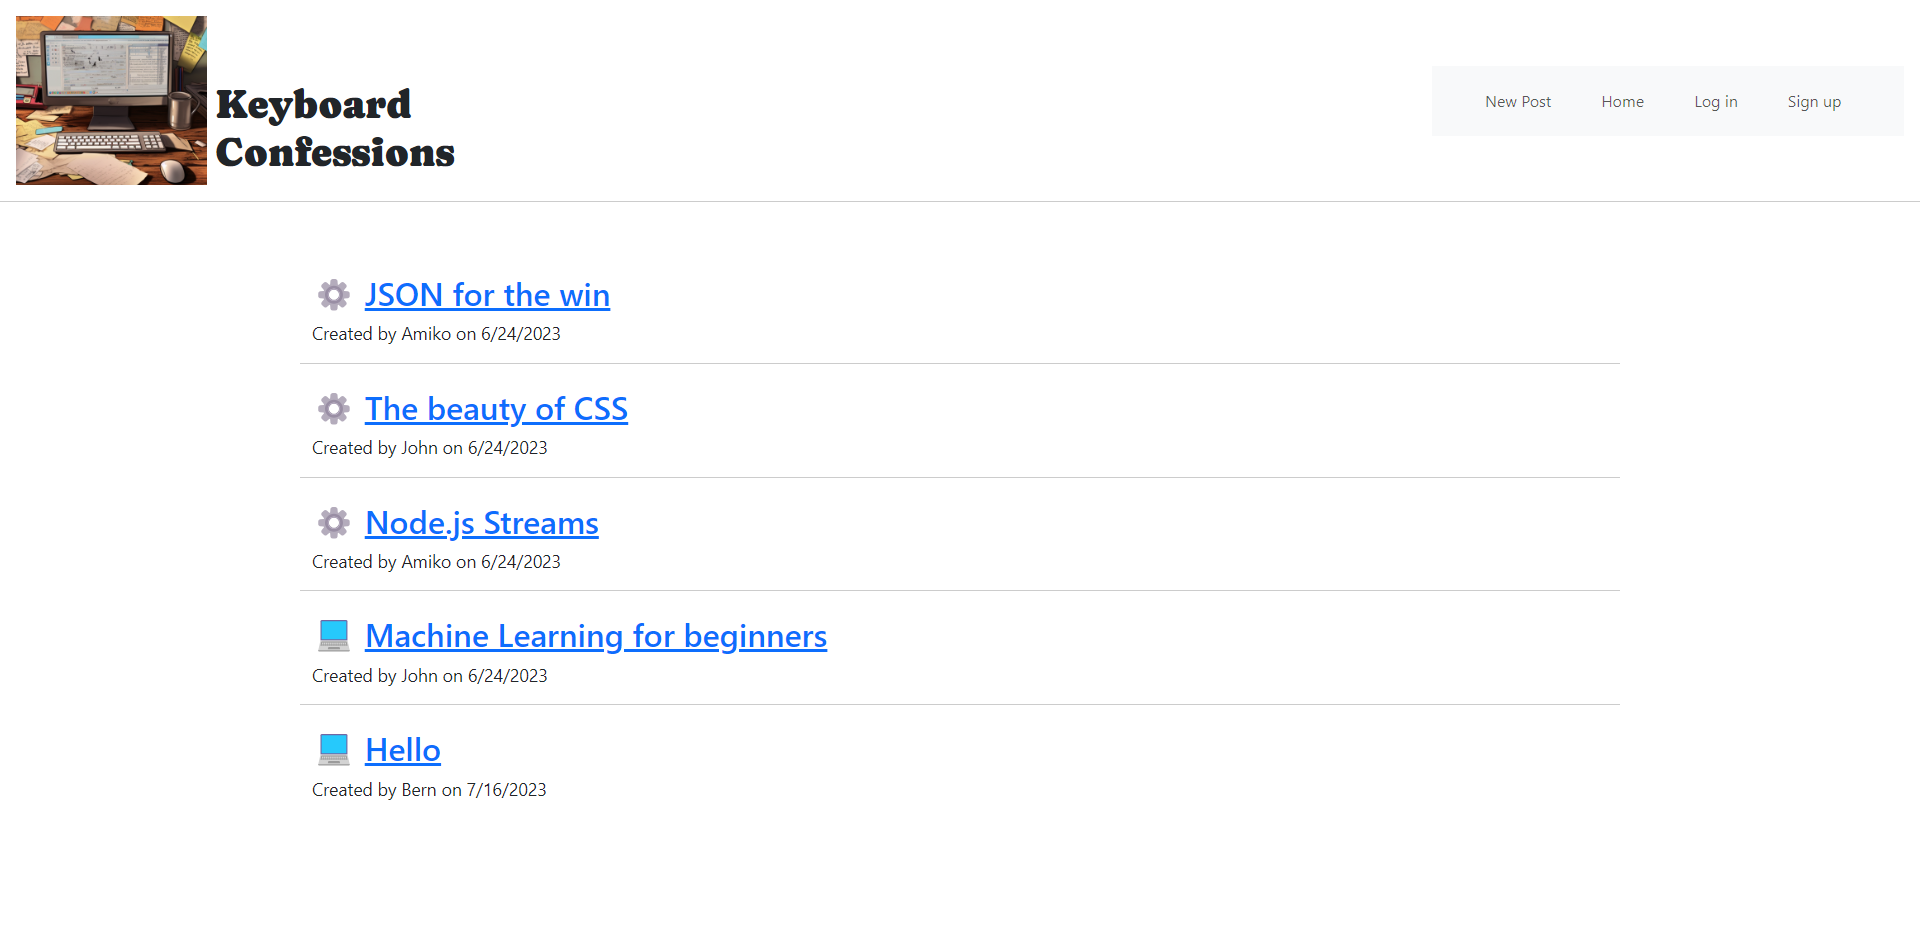 Keyboard
Confessions
New Post
Home
Log in
Sign up
JSON for the win
Created by Amiko on 6/24/2023
The beauty of CSS
Created by John on 6/24/2023
Node.js Streams
Created by Amiko on 6/24/2023
Machine Learning for beginners
Created by John on 6/24/2023
Hello
Created by Bern on 7/16/2023